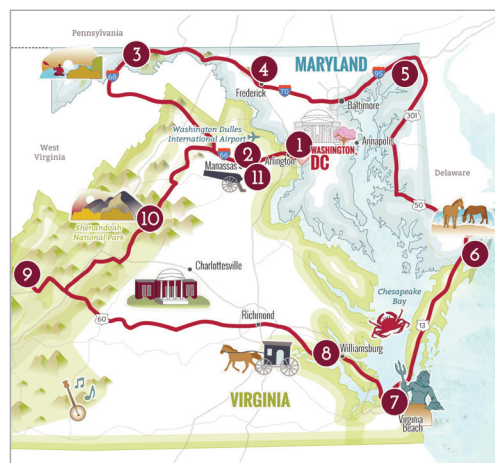 Pennsylvania
3
68
4
MARYLAND
95
5
Frederick
70
Baltimore
301
Washington Dulles
International Airport
West
Virginia
66
2
Manassas
11
Arlington
1
WASHINGTON,
DC
Annapolis
Delaware
50
10
Shenandoah
National Park
6
9
Charlottesville
Chesapeake
Bay
60
Richmond
13
8
Williamsburg
VIRGINIA
7
Virginia
Beach